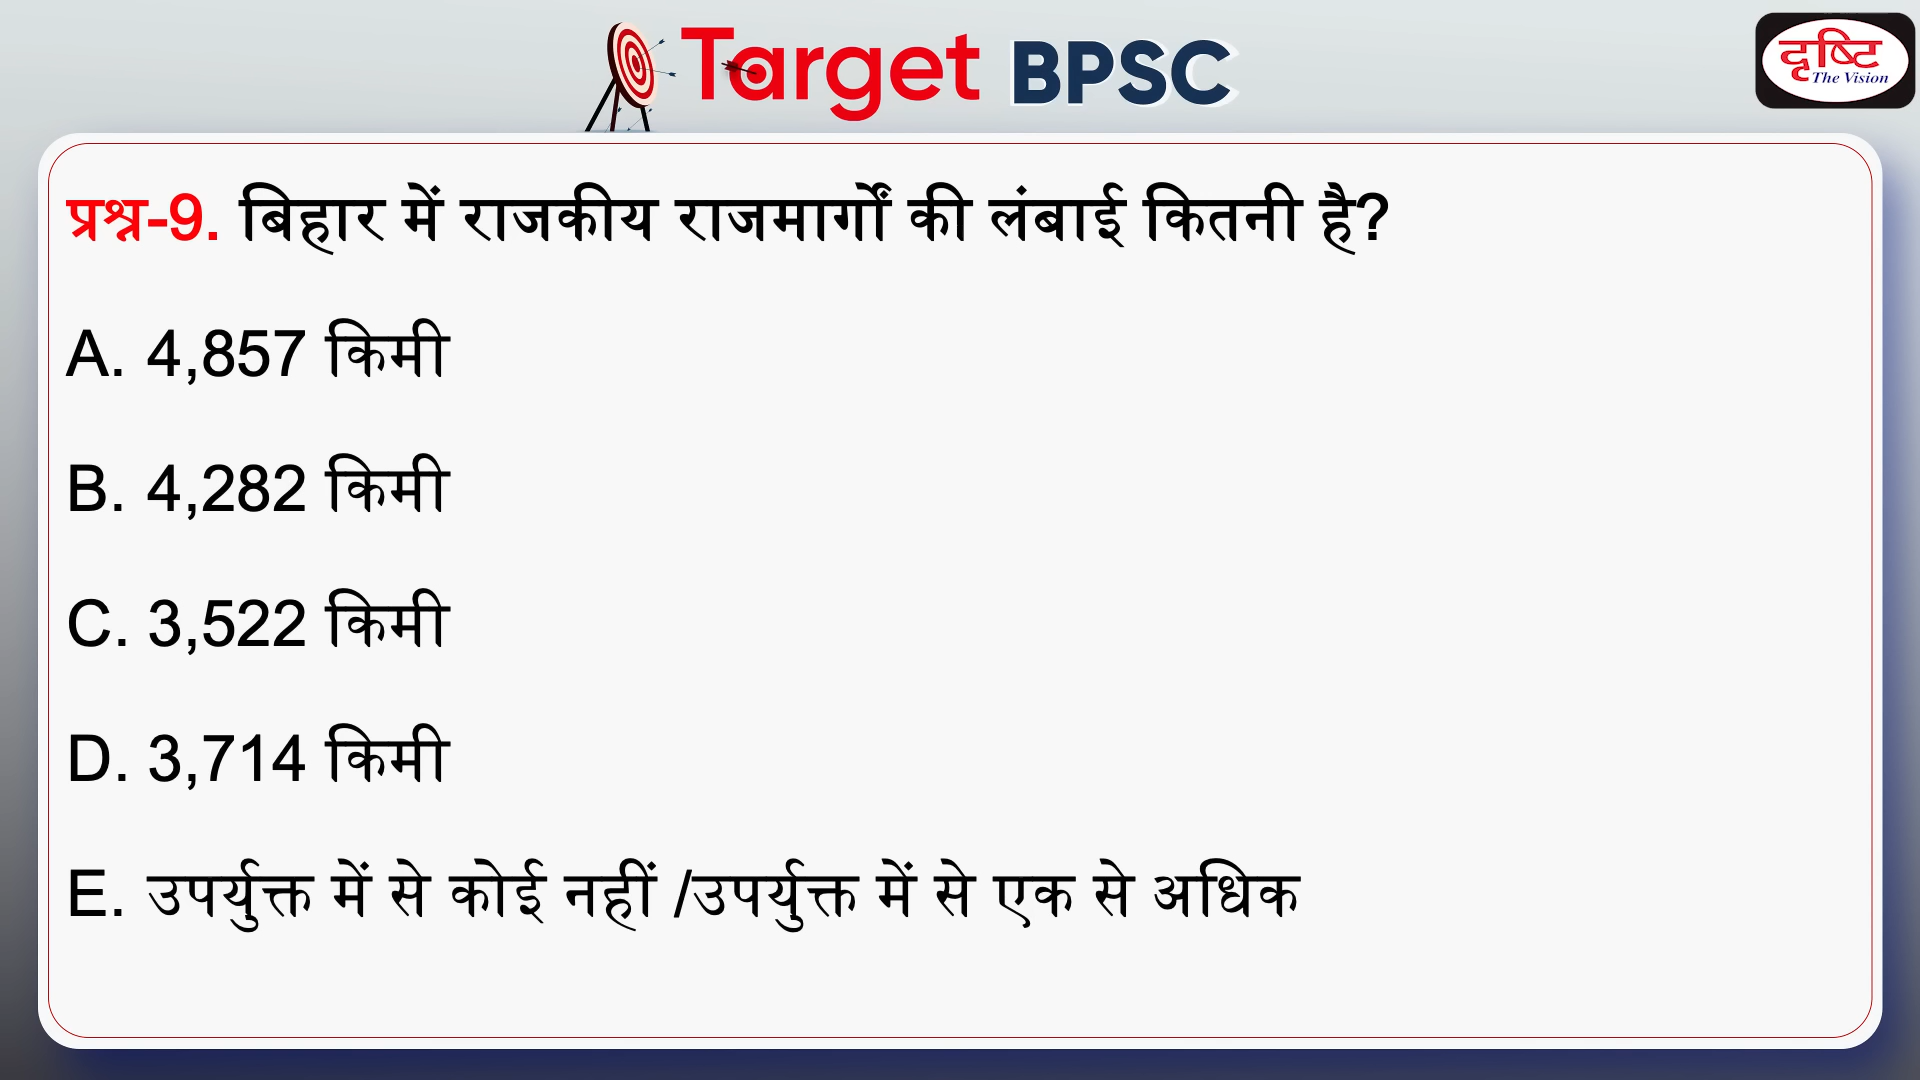 Target BPSC
दृष्टि
The Vision
प्रश्न-9. बिहार में राजकीय राजमार्गों की लंबाई कितनी है?
A. 4,857 किमी
B. 4,282 किमी
C. 3,522 किमी
D. 3,714 किमी
E. उपर्युक्त में से कोई नहीं /उपर्युक्त में से एक से अधिक